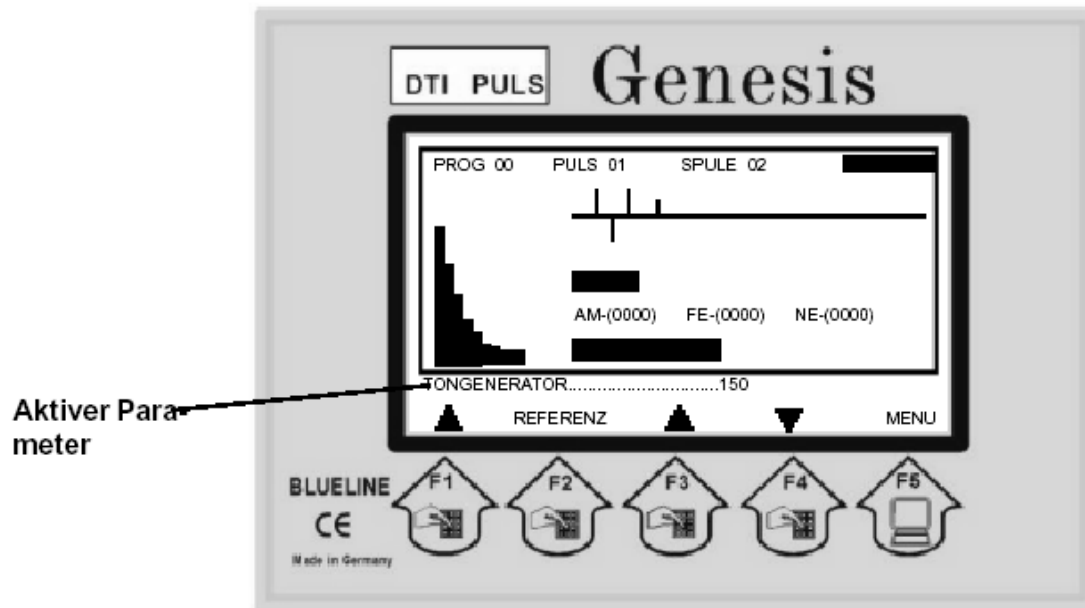 DTI PULS
Genesis
PROG 00 PULS 01 SPULE 02
AM-(0000) FE-(0000) NE-(0000)
TONGENERATOR.............................150
REFERENZ MENU
Aktiver Para-
meter
BLUELINE
CE
Made in Germany
F1 F2 F3 F4 F5